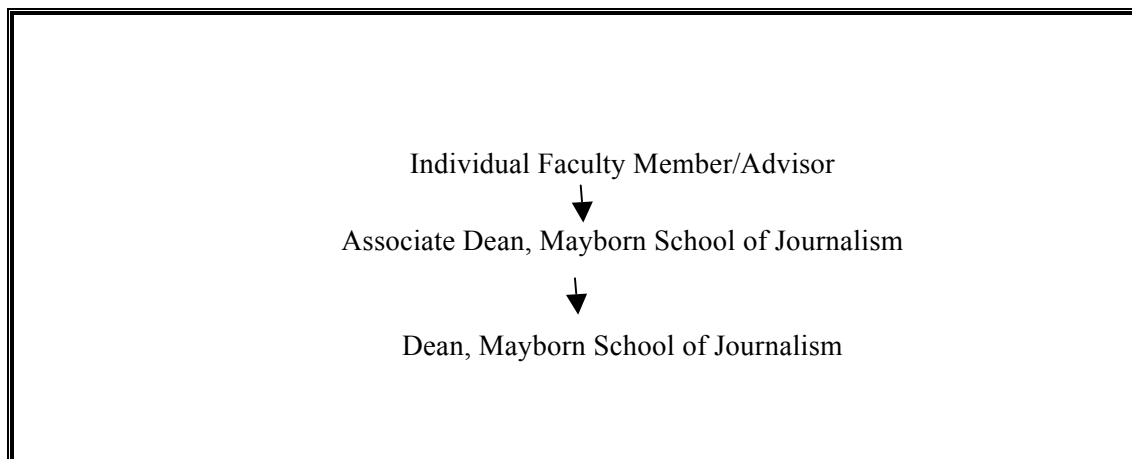 Individual Faculty Member/Advisor
Associate Dean, Mayborn School of Journalism
Dean, Mayborn School of Journalism